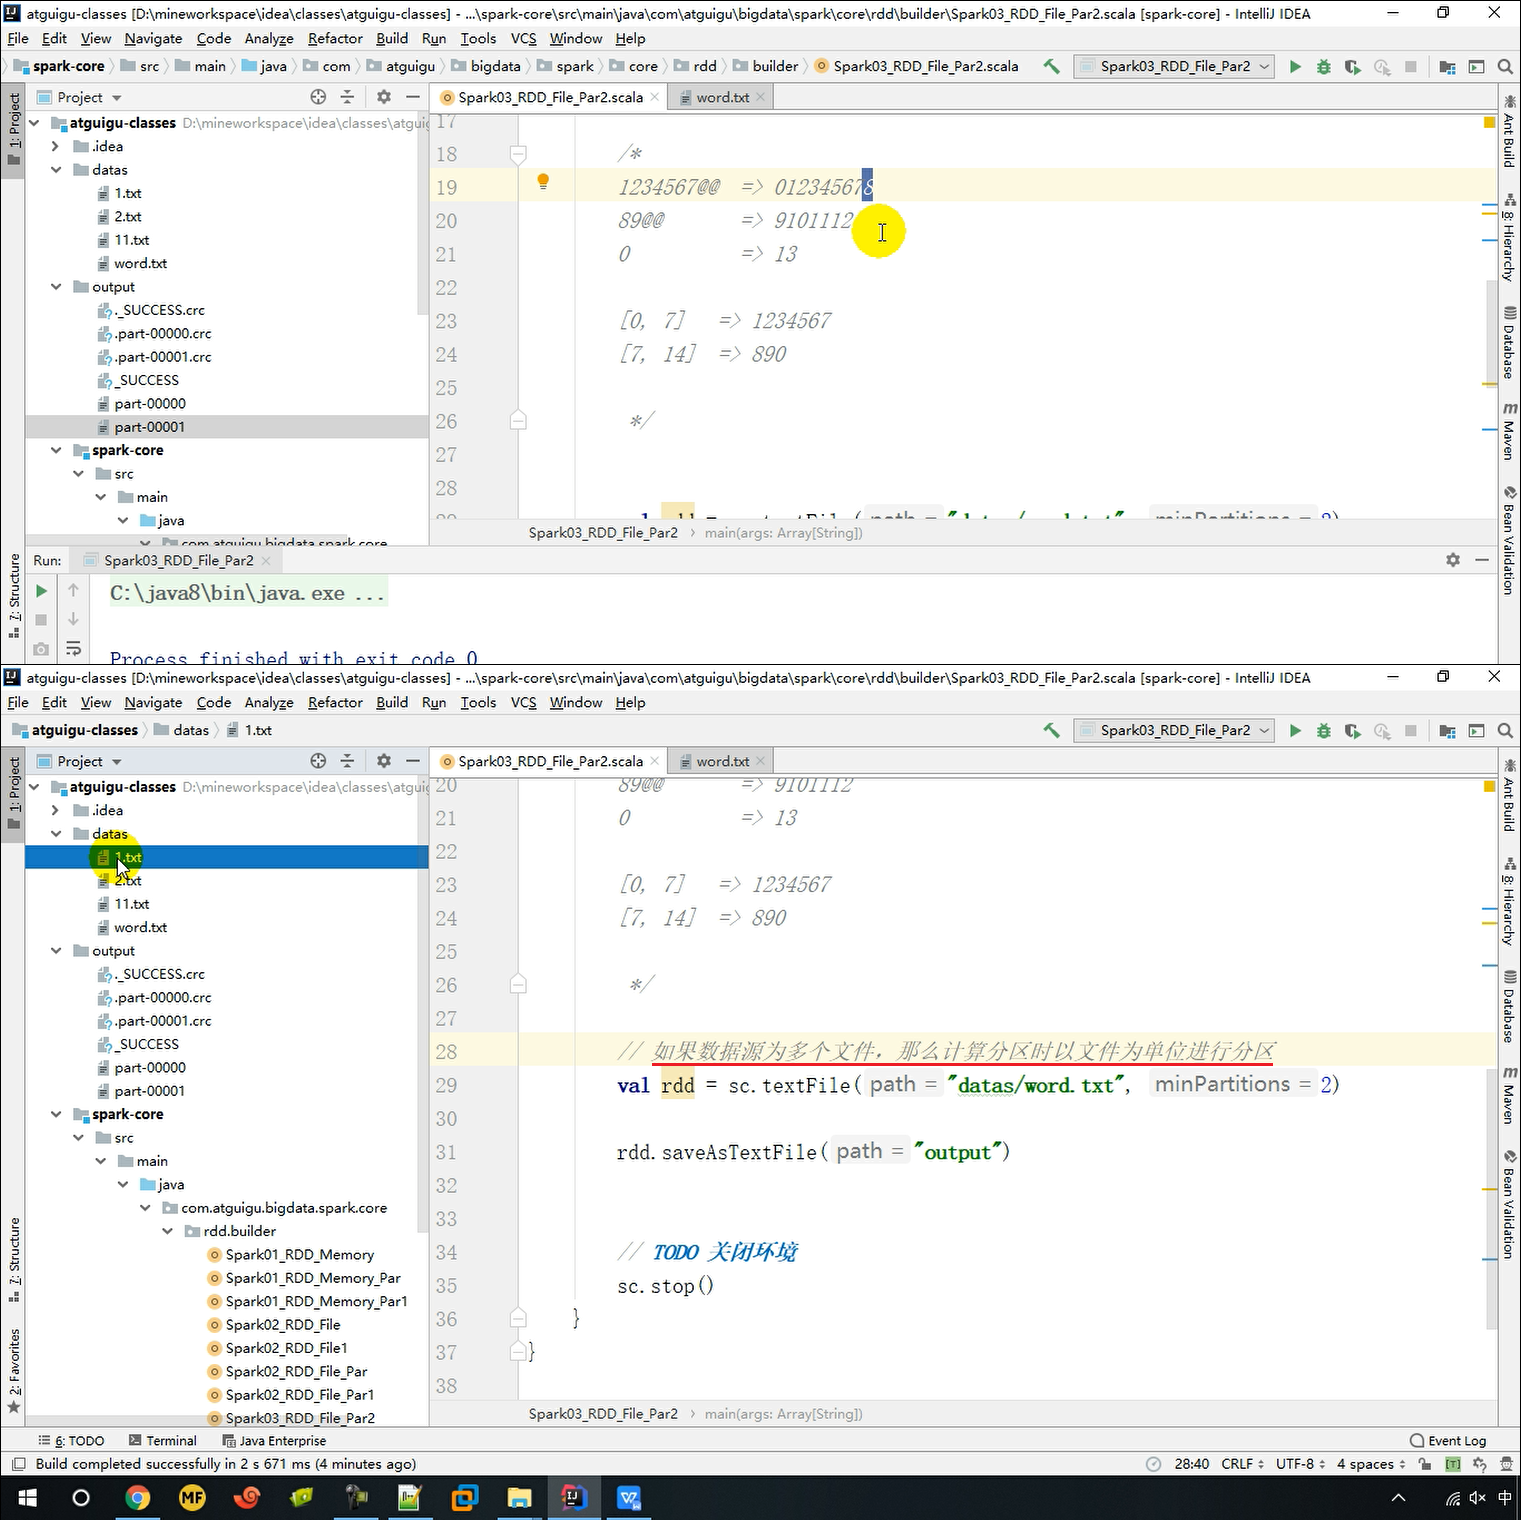 atguigu-classes [D:\mineworkspace\idea\classes\atguigu-classes] - ...\spark-core\src\main\java\com\atguigu\bigdata\spark\core\rdd\builder\Spark03_RDD_File_Par2.scala [spark-core] - IntelliJ IDEA
File Edit View Navigate Code Analyze Refactor Build Run Tools VCS Window Help
spark-core src main java com atguigu bigdata spark core rdd builder Spark03_RDD_File_Par2.scala Spark03_RDD_File_Par2
1: Project
7: Structure
Project
atguigu-classes D:\mineworkspace\idea\classes\atguig
.idea
datas
1.txt
2.txt
11.txt
word.txt
output
._SUCCESS.crc
.part-00000.crc
.part-00001.crc
_SUCCESS
part-00000
part-00001
spark-core
src
main
java
com.atguigu.bigdata.spark.core
Spark03_RDD_File_Par2.scala word.txt
17
18 /*
19 1234567@@ => 012345678
20 89@@ => 9101112
21 0 => 13
22
23 [0, 7] => 1234567
24 [7, 14] => 890
25
26 */
27
28
Spark03_RDD_File_Par2 main(args: Array[String])
Ant Build
8: Hierarchy
Database
Maven
Bean Validation
Run: Spark03_RDD_File_Par2
C:\java8\bin\java.exe ...
Process finished with exit code 0
atguigu-classes [D:\mineworkspace\idea\classes\atguigu-classes] - ...\spark-core\src\main\java\com\atguigu\bigdata\spark\core\rdd\builder\Spark03_RDD_File_Par2.scala [spark-core] - IntelliJ IDEA
File Edit View Navigate Code Analyze Refactor Build Run Tools VCS Window Help
atguigu-classes datas 1.txt Spark03_RDD_File_Par2
1: Project
7: Structure
2: Favorites
Project
atguigu-classes D:\mineworkspace\idea\classes\atguig
.idea
datas
1.txt
2.txt
11.txt
word.txt
output
._SUCCESS.crc
.part-00000.crc
.part-00001.crc
_SUCCESS
part-00000
part-00001
spark-core
src
main
java
com.atguigu.bigdata.spark.core
rdd.builder
Spark01_RDD_Memory
Spark01_RDD_Memory_Par
Spark01_RDD_Memory_Par1
Spark02_RDD_File
Spark02_RDD_File1
Spark02_RDD_File_Par
Spark02_RDD_File_Par1
Spark03_RDD_File_Par2
Spark03_RDD_File_Par2.scala word.txt
20 89@@ => 9101112
21 0 => 13
22
23 [0, 7] => 1234567
24 [7, 14] => 890
25
26 */
27
28 // 如果数据源为多个文件，那么计算分区时以文件为单位进行分区
29 val rdd = sc.textFile( path = "datas/word.txt", minPartitions = 2)
30
31 rdd.saveAsTextFile( path = "output")
32
33
34 // TODO 关闭环境
35 sc.stop()
36 }
37 }
38
Spark03_RDD_File_Par2 main(args: Array[String])
Ant Build
8: Hierarchy
Database
Maven
Bean Validation
6: TODO Terminal Java Enterprise Event Log
Build completed successfully in 2 s 671 ms (4 minutes ago) 28:40 CRLF UTF-8 4 spaces
MF
中